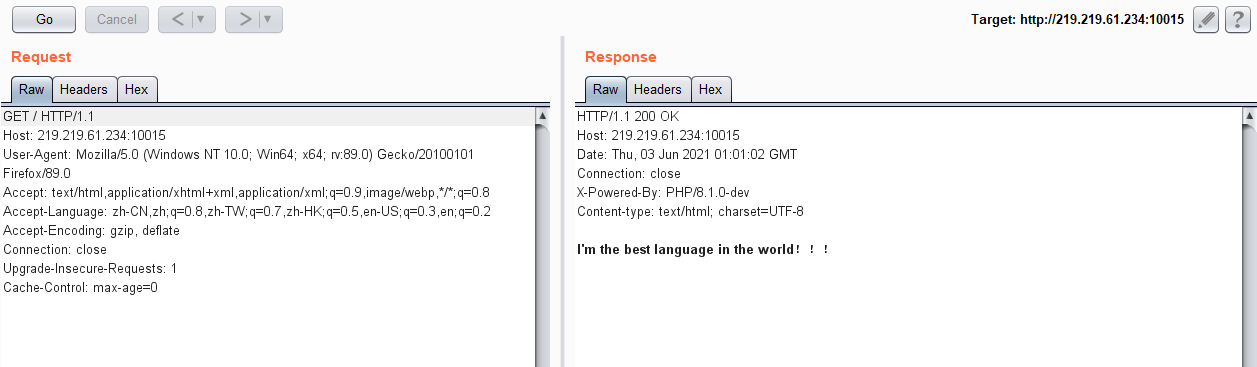 Go Cancel < ▼ > ▼ Target: http://219.219.61.234:10015 ?
Request
Raw Headers Hex
GET / HTTP/1.1
Host: 219.219.61.234:10015
User-Agent: Mozilla/5.0 (Windows NT 10.0; Win64; x64; rv:89.0) Gecko/20100101
Firefox/89.0
Accept: text/html,application/xhtml+xml,application/xml;q=0.9,image/webp,*/*;q=0.8
Accept-Language: zh-CN,zh;q=0.8,zh-TW;q=0.7,zh-HK;q=0.5,en-US;q=0.3,en;q=0.2
Accept-Encoding: gzip, deflate
Connection: close
Upgrade-Insecure-Requests: 1
Cache-Control: max-age=0
Response
Raw Headers Hex
HTTP/1.1 200 OK
Host: 219.219.61.234:10015
Date: Thu, 03 Jun 2021 01:01:02 GMT
Connection: close
X-Powered-By: PHP/8.1.0-dev
Content-type: text/html; charset=UTF-8
I'm the best language in the world！！！